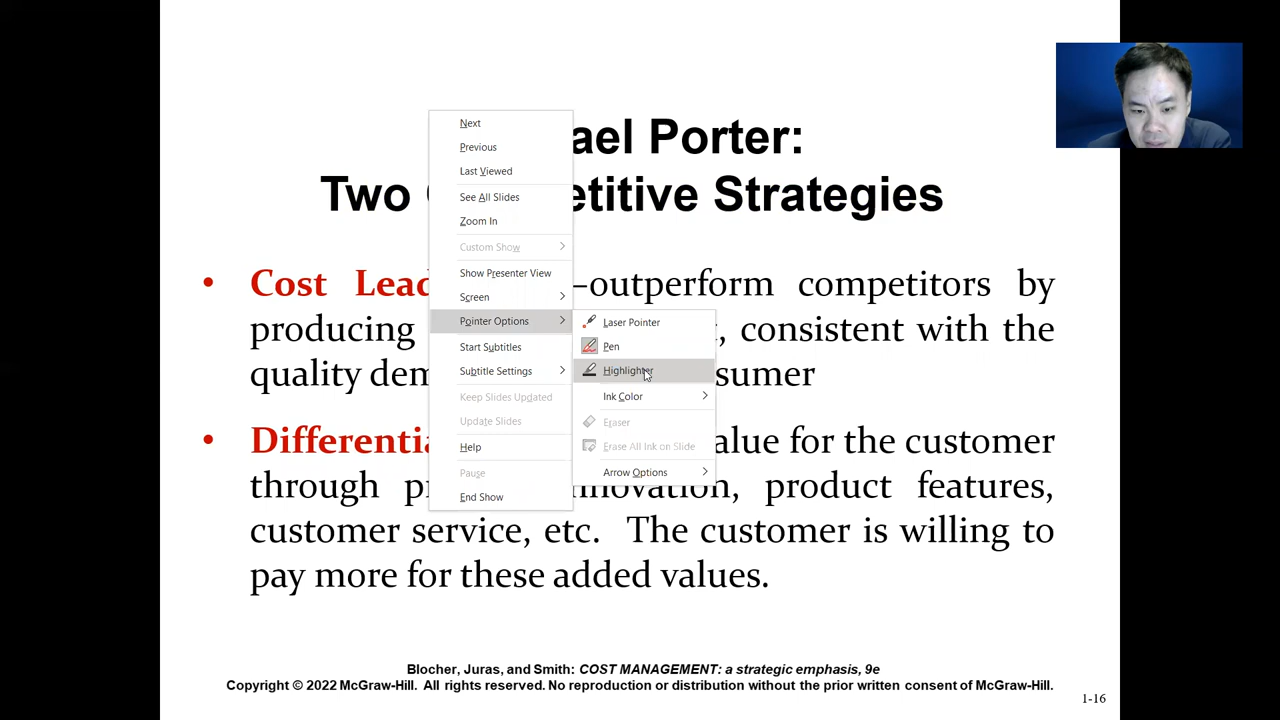 Next
Previous
Last Viewed
See All Slides
Zoom In
Custom Show
Show Presenter View
Screen
Pointer Options
Start Subtitles
Subtitle Settings
Keep Slides Updated
Update Slides
Help
Pause
End Show
Laser Pointer
Pen
Highlighter
Ink Color
Eraser
Erase All Ink on Slide
Arrow Options
ael Porter:
Two etitive Strategies
• Cost Lead –outperform competitors by
producing , consistent with the
quality dem sumer
• Differentia alue for the customer
through p nnovation, product features,
customer service, etc. The customer is willing to
pay more for these added values.
Blocher, Juras, and Smith: COST MANAGEMENT: a strategic emphasis, 9e
Copyright © 2022 McGraw-Hill. All rights reserved. No reproduction or distribution without the prior written consent of McGraw-Hill.
1-16